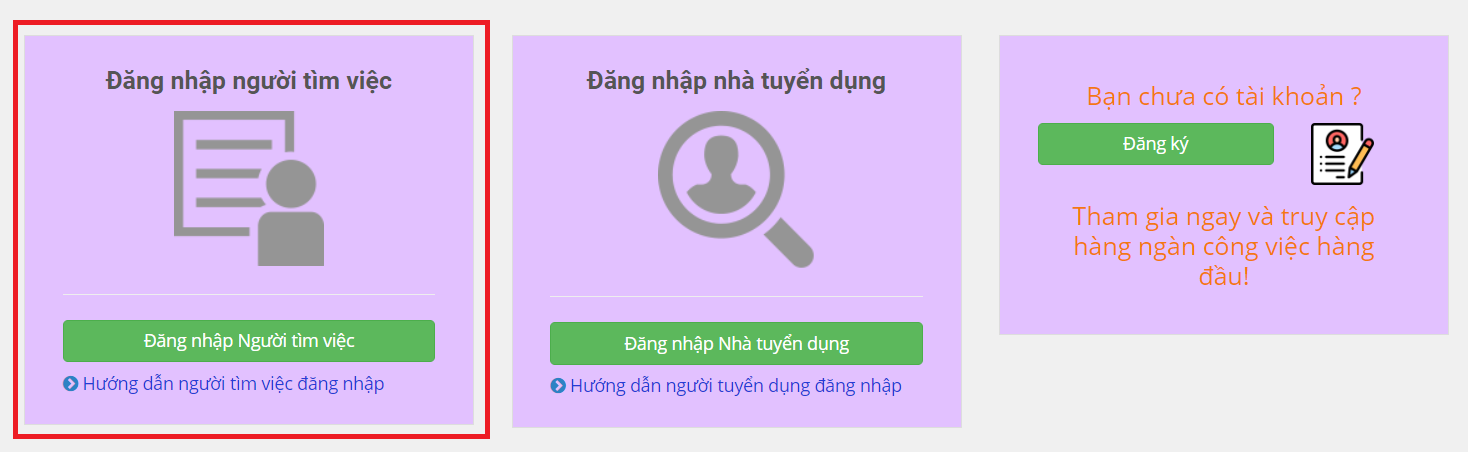 Đăng nhập người tìm việc
Đăng nhập Người tìm việc
Hướng dẫn người tìm việc đăng nhập
Đăng nhập nhà tuyển dụng
Đăng nhập Nhà tuyển dụng
Hướng dẫn người tuyển dụng đăng nhập
Bạn chưa có tài khoản ?
Đăng ký
Tham gia ngay và truy cập
hàng ngàn công việc hàng
đầu!